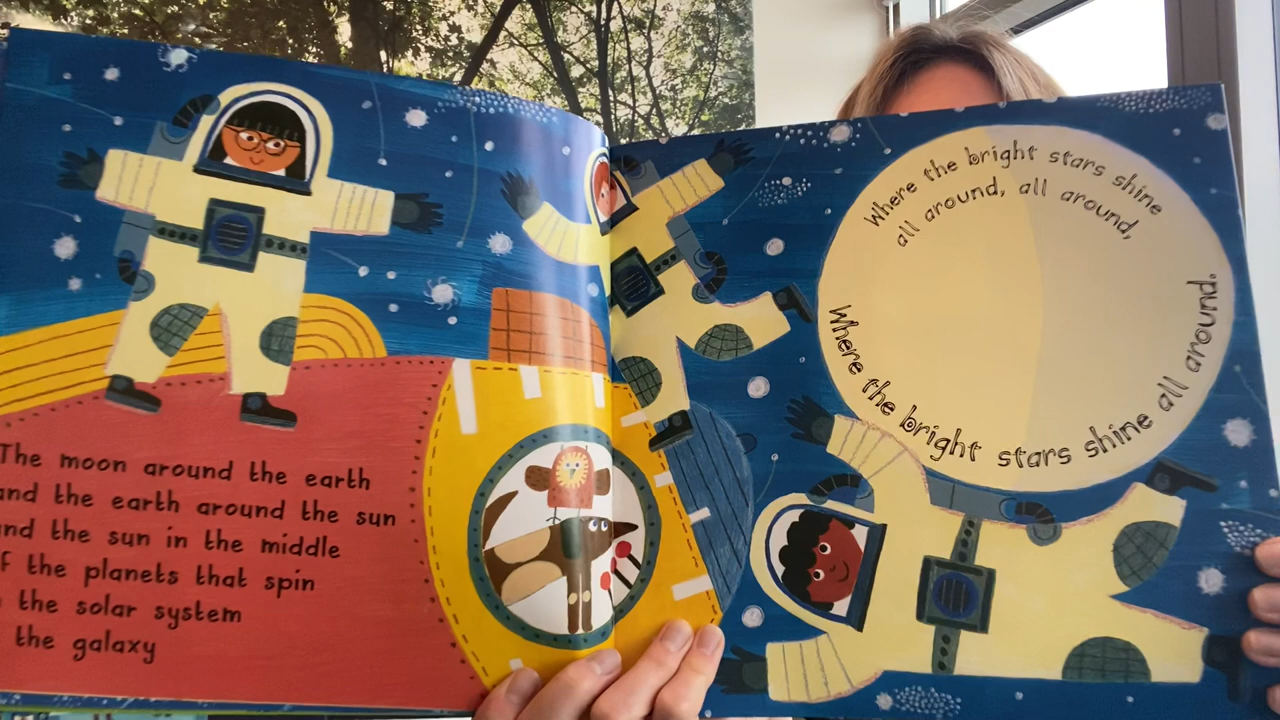 The moon around the earth
and the earth around the sun
and the sun in the middle
of the planets that spin
the solar system
the galaxy
Where the bright stars shine
all around, all around,
Where the bright stars shine all around.